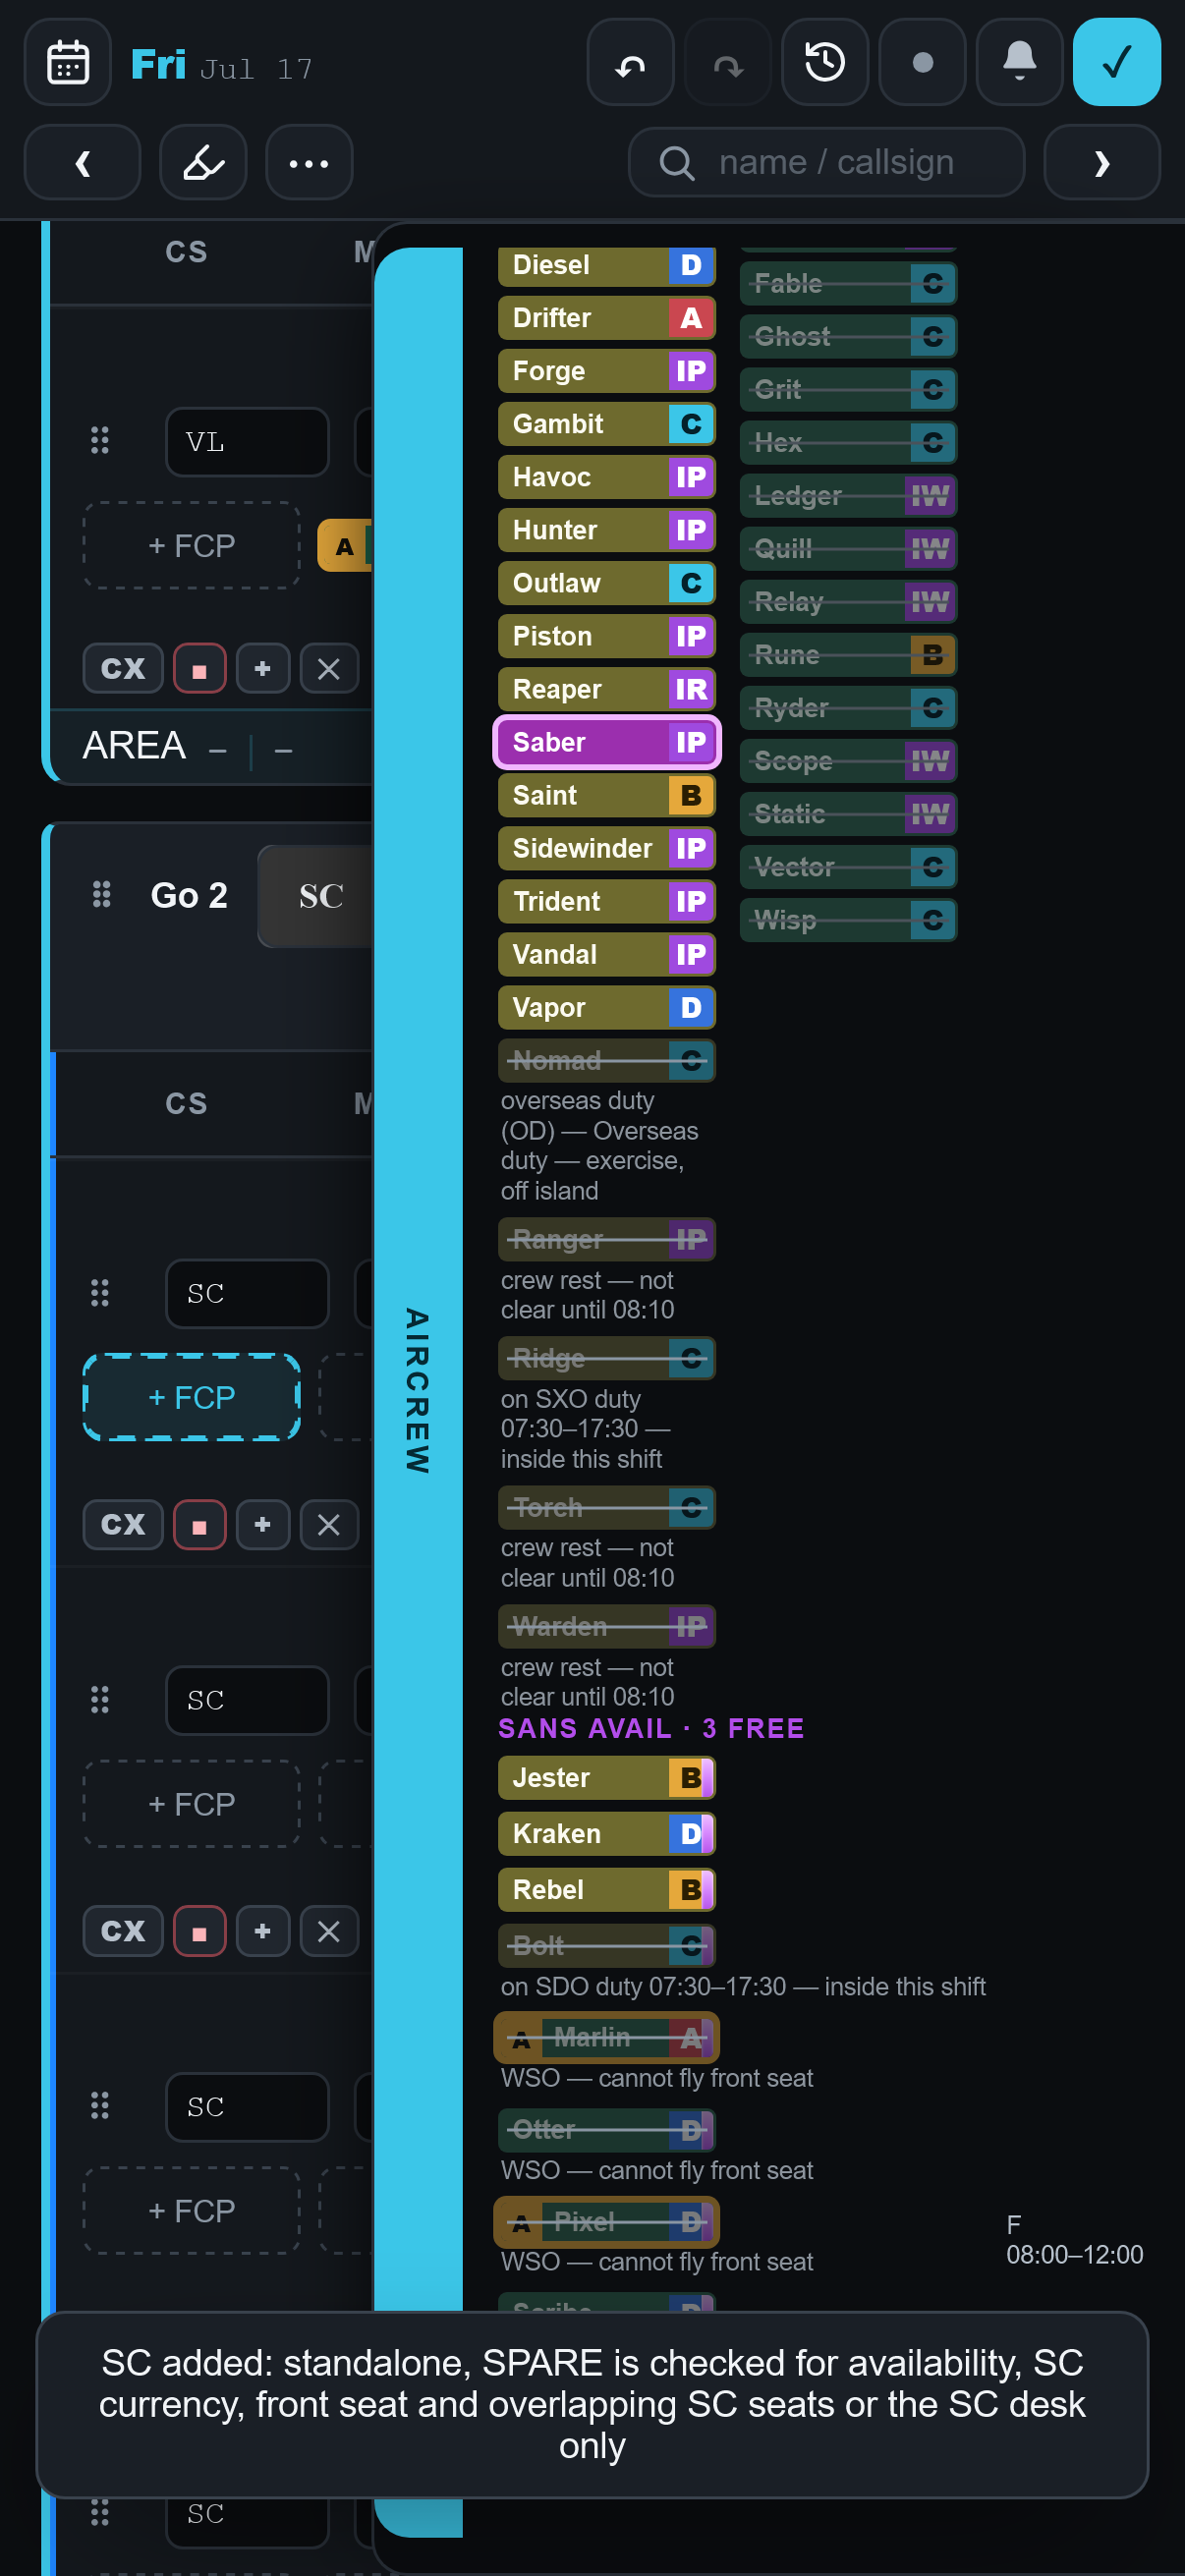 Fri Jul 17
name / callsign
CS
M
VL
+ FCP
A
CX
AREA – | –
Go 2 SC
CS
M
SC
+ FCP
CX
SC
+ FCP
CX
SC
+ FCP
SC
AIRCREW
Diesel D
Drifter A
Forge IP
Gambit C
Havoc IP
Hunter IP
Outlaw C
Piston IP
Reaper IR
Saber IP
Saint B
Sidewinder IP
Trident IP
Vandal IP
Vapor D
Nomad C
overseas duty
(OD) — Overseas
duty — exercise,
off island
Ranger IP
crew rest — not
clear until 08:10
Ridge C
on SXO duty
07:30–17:30 —
inside this shift
Torch C
crew rest — not
clear until 08:10
Warden IP
crew rest — not
clear until 08:10
Fable C
Ghost C
Grit C
Hex C
Ledger IW
Quill IW
Relay IW
Rune B
Ryder C
Scope IW
Static IW
Vector C
Wisp C
SANS AVAIL · 3 FREE
Jester B
Kraken D
Rebel B
Bolt C
on SDO duty 07:30–17:30 — inside this shift
A Marlin A
WSO — cannot fly front seat
Otter D
WSO — cannot fly front seat
A Pixel D
WSO — cannot fly front seat
F
08:00–12:00
SC added: standalone, SPARE is checked for availability, SC
currency, front seat and overlapping SC seats or the SC desk
only